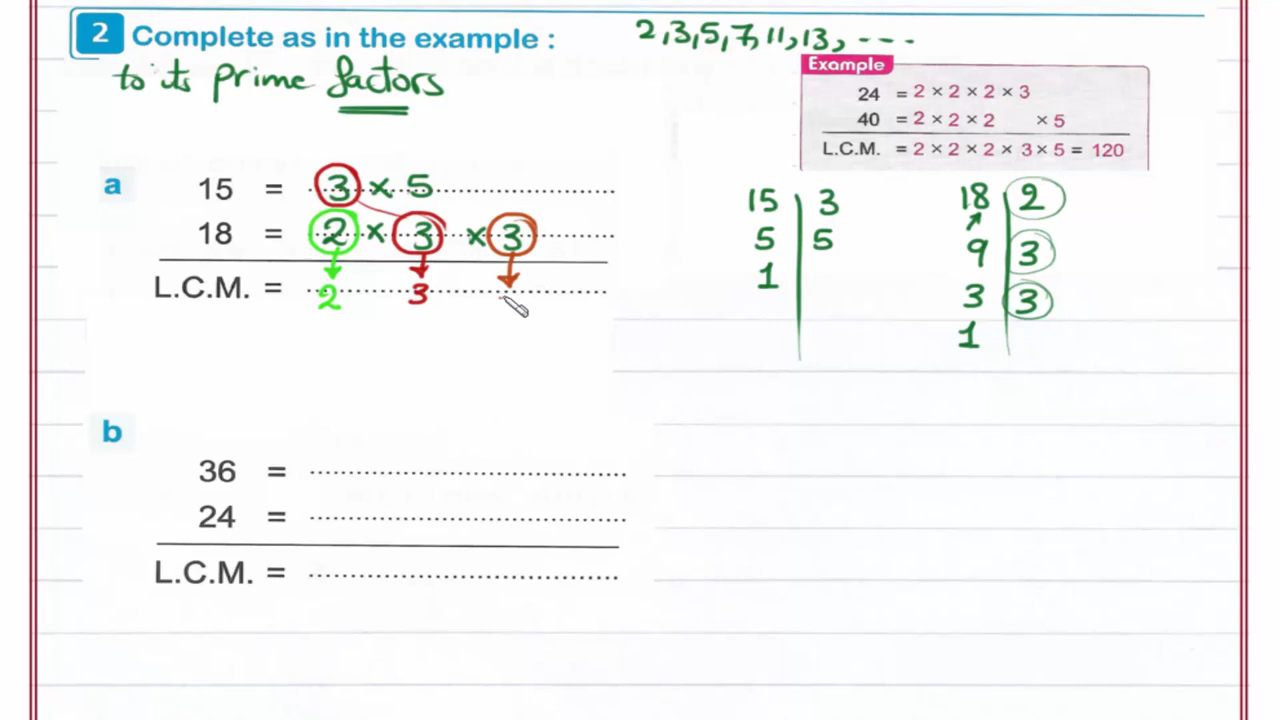 2 Complete as in the example :
2,3,5,7,11,13, ----
to its prime factors
Example
24 = 2 × 2 × 2 × 3
40 = 2 × 2 × 2 × 5
L.C.M. = 2 × 2 × 2 × 3 × 5 = 120
a
15 = 3 × 5
18 = 2 × 3 × 3
L.C.M. = 2 3
15 3
5 5
1
18 2
9 3
3 3
1
b
36 =
24 =
L.C.M. =